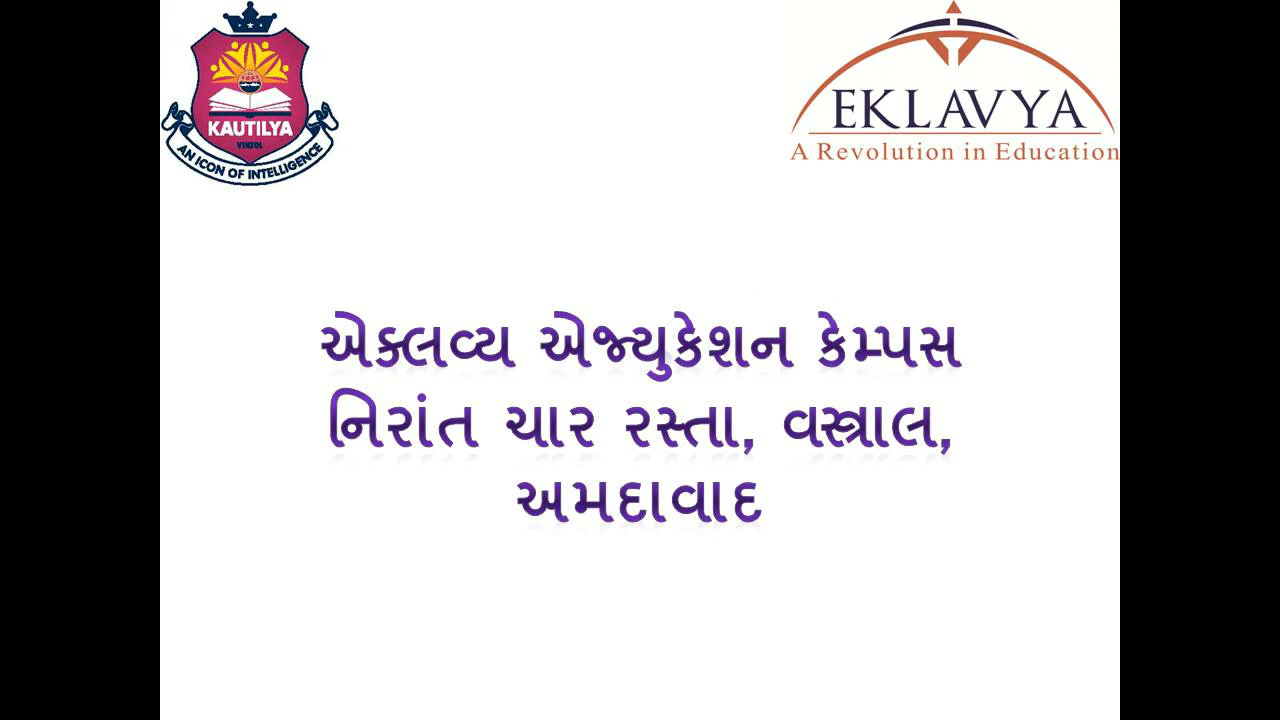 KAUTILYA
VINZOL
AN ICON OF INTELLIGENCE
EKLAVYA
A Revolution in Education
એકલવ્ય એજ્યુકેશન કેમ્પસ
નિરાંત ચાર રસ્તા, વસ્ત્રાલ,
અમદાવાદ